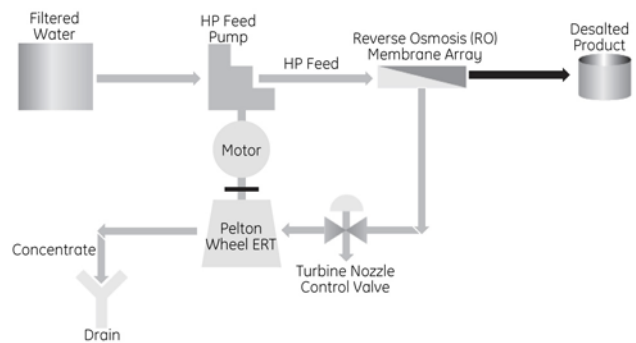 Filtered
Water
HP Feed
Pump
HP Feed
Reverse Osmosis (RO)
Membrane Array
Desalted
Product
Motor
Pelton
Wheel ERT
Turbine Nozzle
Control Valve
Concentrate
Drain